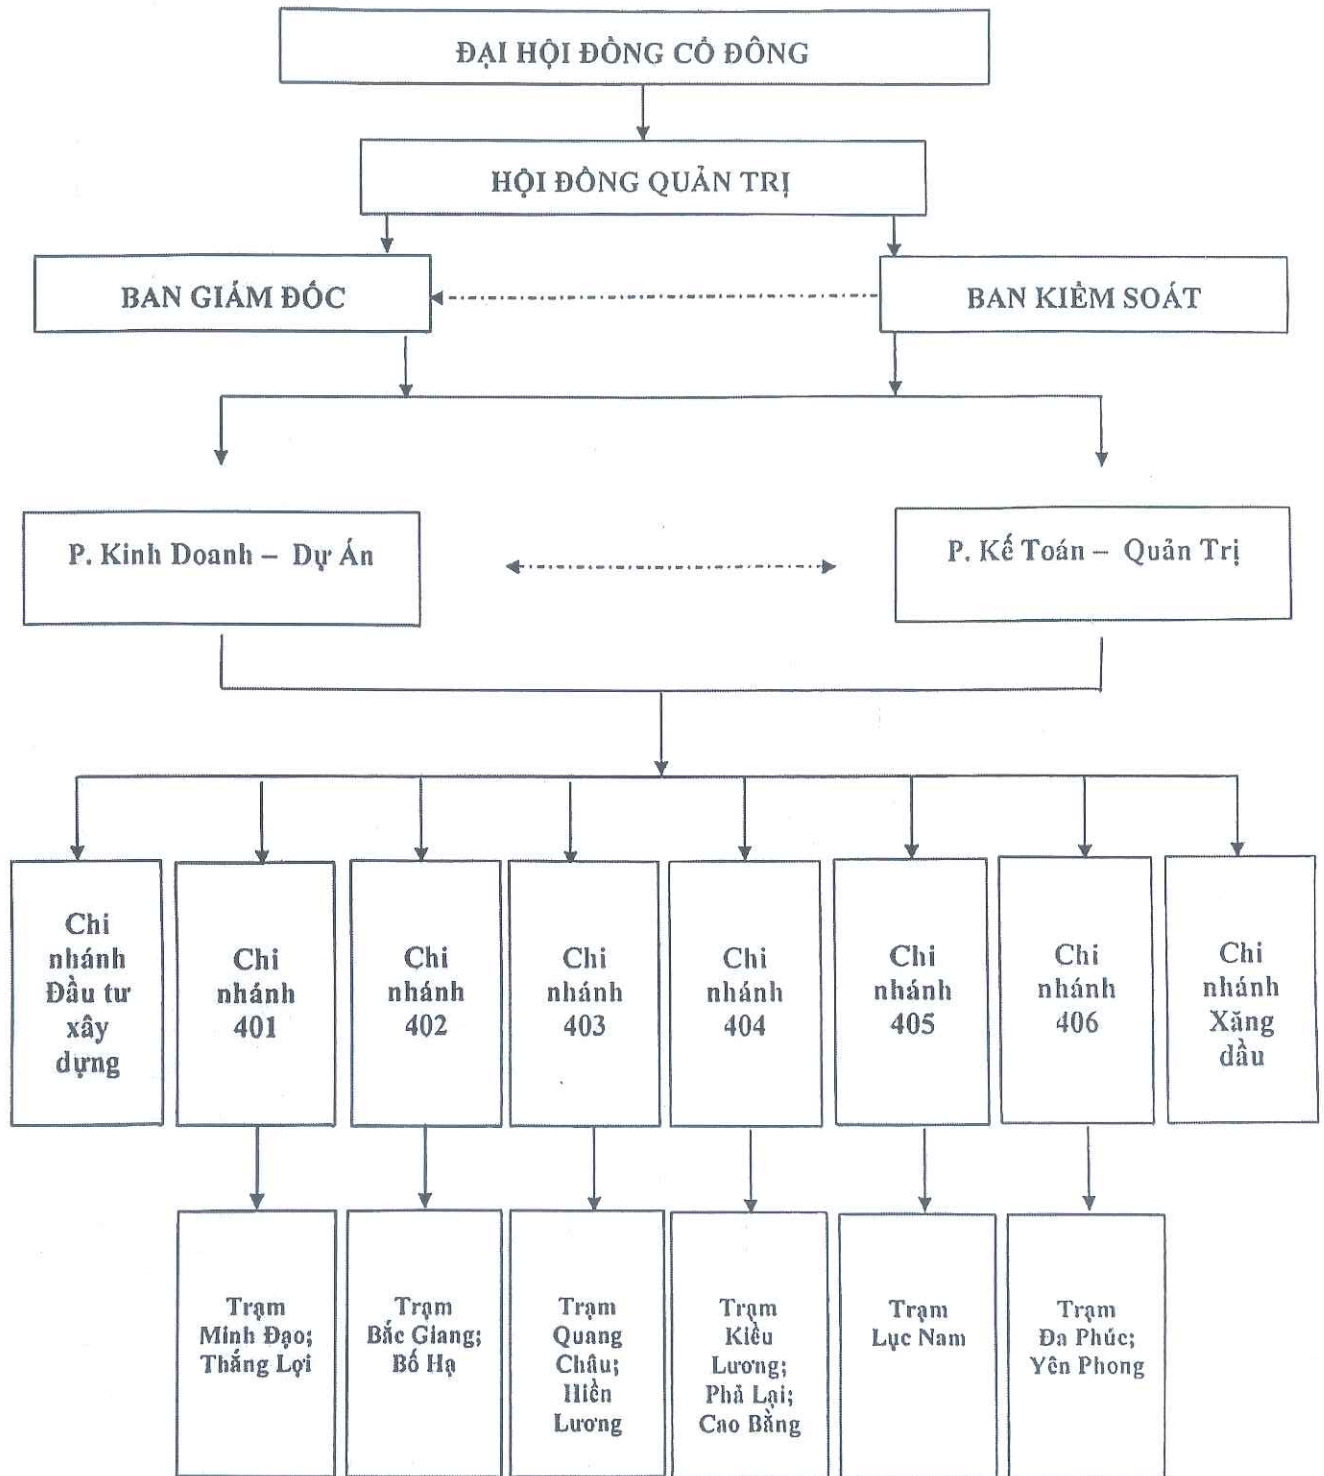 ĐẠI HỘI ĐỒNG CỔ ĐÔNG
HỘI ĐỒNG QUẢN TRỊ
BAN GIÁM ĐỐC
BAN KIỂM SOÁT
P. Kinh Doanh – Dự Án
P. Kế Toán – Quản Trị
Chi
nhánh
Đầu tư
xây
dựng
Chi
nhánh
401
Chi
nhánh
402
Chi
nhánh
403
Chi
nhánh
404
Chi
nhánh
405
Chi
nhánh
406
Chi
nhánh
Xăng
dầu
Trạm
Minh Đạo;
Thắng Lợi
Trạm
Bắc Giang;
Bố Hạ
Trạm
Quang
Châu;
Hiền
Lương
Trạm
Kiều
Lương;
Phả Lại;
Cao Bằng
Trạm
Lục Nam
Trạm
Đa Phúc;
Yên Phong